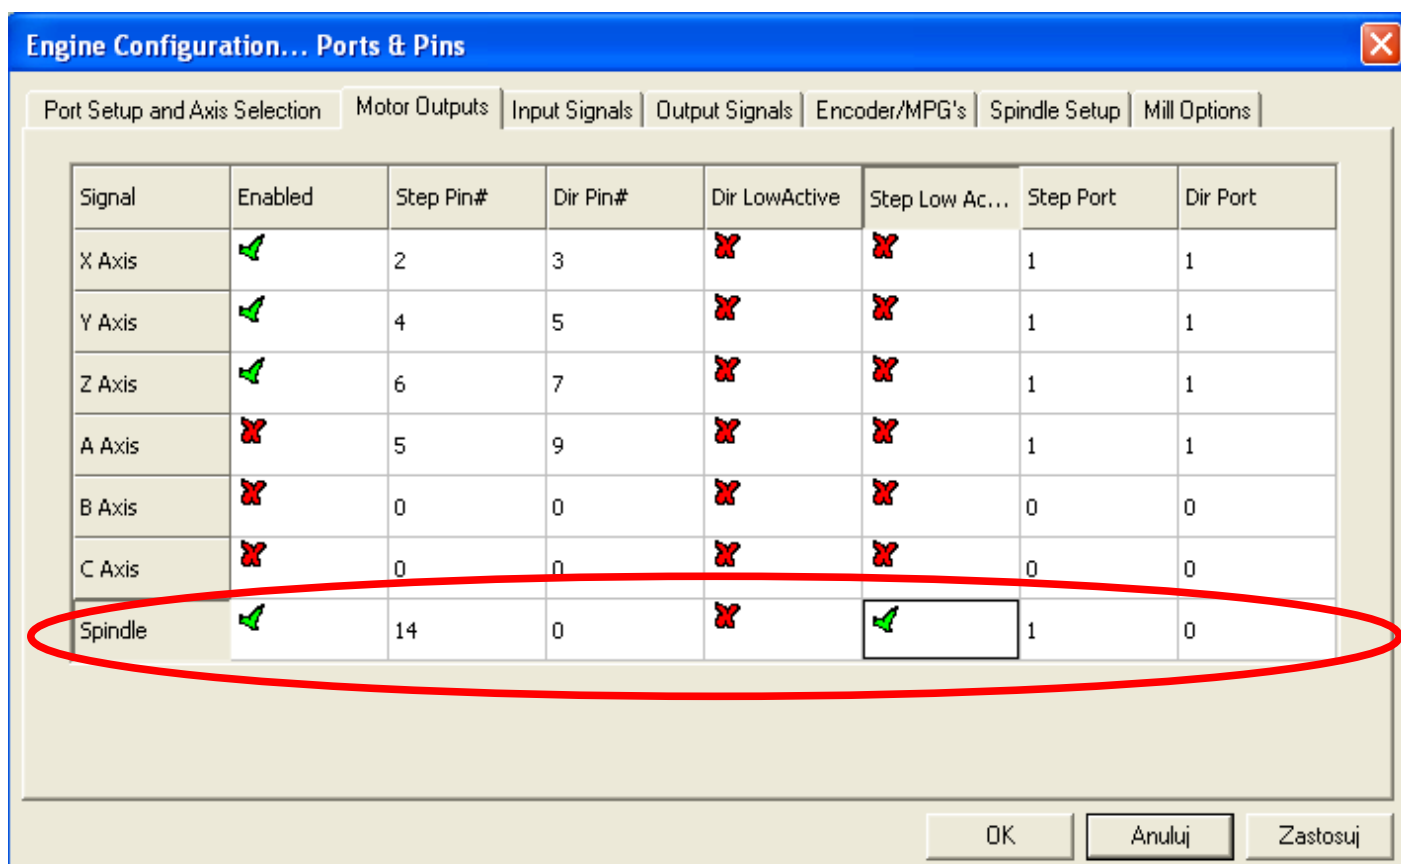 Engine Configuration... Ports & Pins
Port Setup and Axis Selection Motor Outputs Input Signals Output Signals Encoder/MPG's Spindle Setup Mill Options
Signal Enabled Step Pin# Dir Pin# Dir LowActive Step Low Ac... Step Port Dir Port
X Axis 2 3 1 1
Y Axis 4 5 1 1
Z Axis 6 7 1 1
A Axis 5 9 1 1
B Axis 0 0 0 0
C Axis 0 0 0 0
Spindle 14 0 1 0
OK Anuluj Zastosuj